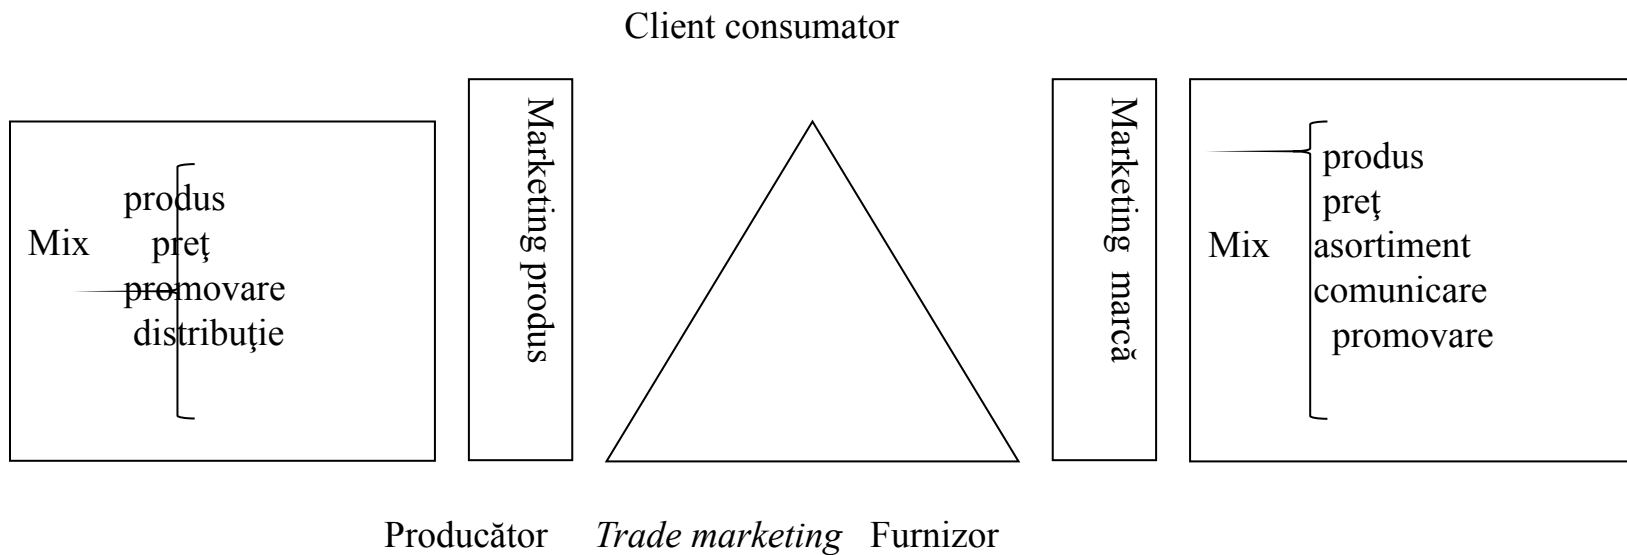 Client consumator
produs
Mix preţ
promovare
distribuţie
Marketing produs
Marketing marcă
produs
preţ
Mix asortiment
comunicare
promovare
Producător Trade marketing Furnizor